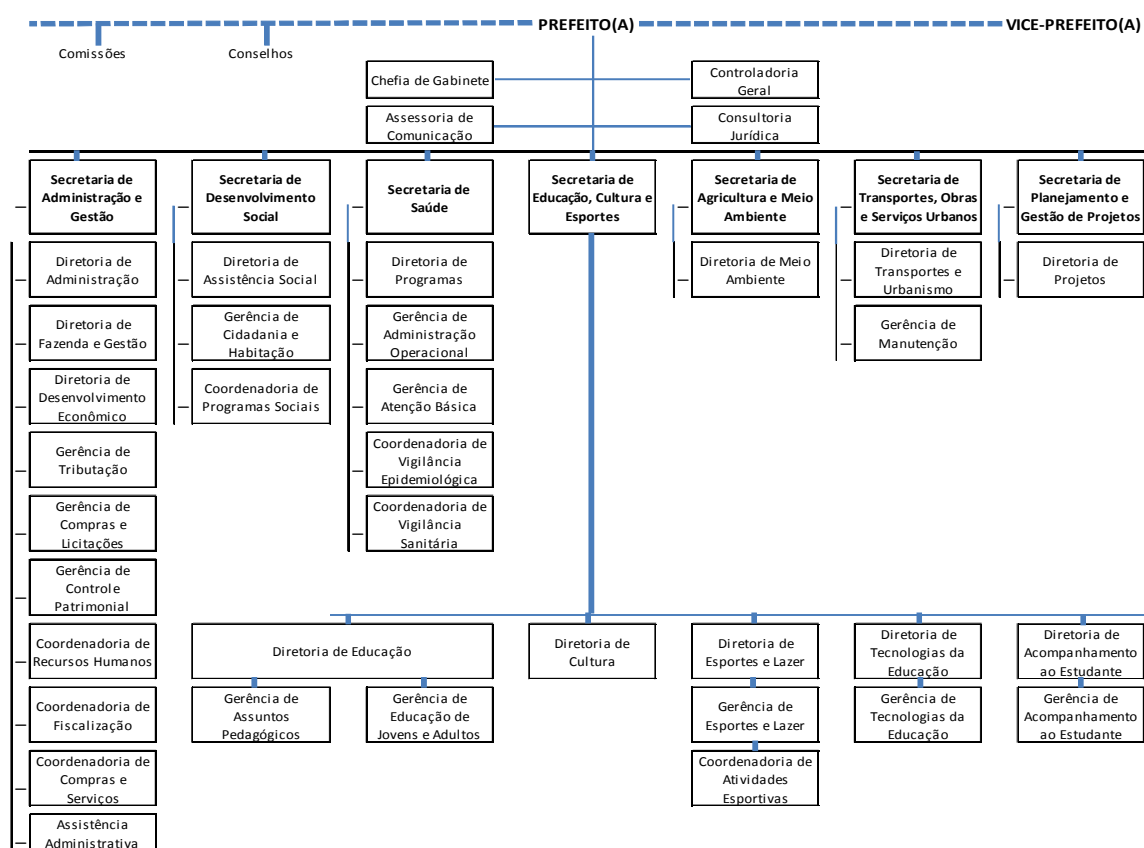 PREFEITO(A)
VICE-PREFEITO(A)
Comissões
Conselhos
Chefia de Gabinete
Controladoria
Geral
Assessoria de
Comunicação
Consultoria
Jurídica
Secretaria de
Administração e
Gestão
Secretaria de
Desenvolvimento
Social
Secretaria de
Saúde
Secretaria de
Educação, Cultura e
Esportes
Secretaria de
Agricultura e Meio
Ambiente
Secretaria de
Transportes, Obras
e Serviços Urbanos
Secretaria de
Planejamento e
Gestão de Projetos
Diretoria de
Administração
Diretoria de
Assistência Social
Diretoria de
Programas
Diretoria de Meio
Ambiente
Diretoria de
Transportes e
Urbanismo
Diretoria de
Projetos
Diretoria de
Fazenda e Gestão
Gerência de
Cidadania e
Habitação
Gerência de
Administração
Operacional
Gerência de
Manutenção
Diretoria de
Desenvolvimento
Econômico
Coordenadoria de
Programas Sociais
Gerência de
Atenção Básica
Gerência de
Tributação
Coordenadoria de
Vigilância
Epidemiológica
Gerência de
Compras e
Licitações
Coordenadoria de
Vigilância
Sanitária
Gerência de
Controle
Patrimonial
Coordenadoria de
Recursos Humanos
Diretoria de Educação
Diretoria de
Cultura
Diretoria de
Esportes e Lazer
Diretoria de
Tecnologias da
Educação
Diretoria de
Acompanhamento
ao Estudante
Coordenadoria de
Fiscalização
Gerência de
Assuntos
Pedagógicos
Gerência de
Educação de
Jovens e Adultos
Gerência de
Esportes e Lazer
Gerência de
Tecnologias da
Educação
Gerência de
Acompanhamento
ao Estudante
Coordenadoria de
Compras e
Serviços
Coordenadoria de
Atividades
Esportivas
Assistência
Administrativa